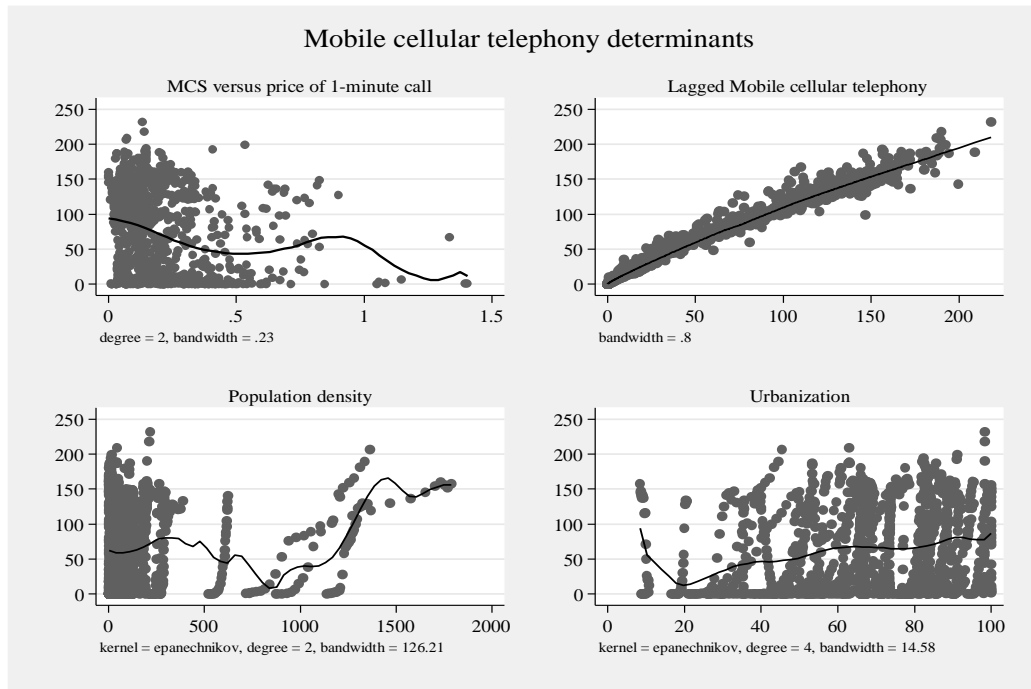 Mobile cellular telephony determinants
MCS versus price of 1-minute call
250
200
150
100
50
0
0 .5 1 1.5
degree = 2, bandwidth = .23
Lagged Mobile cellular telephony
250
200
150
100
50
0
0 50 100 150 200
bandwidth = .8
Population density
250
200
150
100
50
0
0 500 1000 1500 2000
kernel = epanechnikov, degree = 2, bandwidth = 126.21
Urbanization
250
200
150
100
50
0
0 20 40 60 80 100
kernel = epanechnikov, degree = 4, bandwidth = 14.58